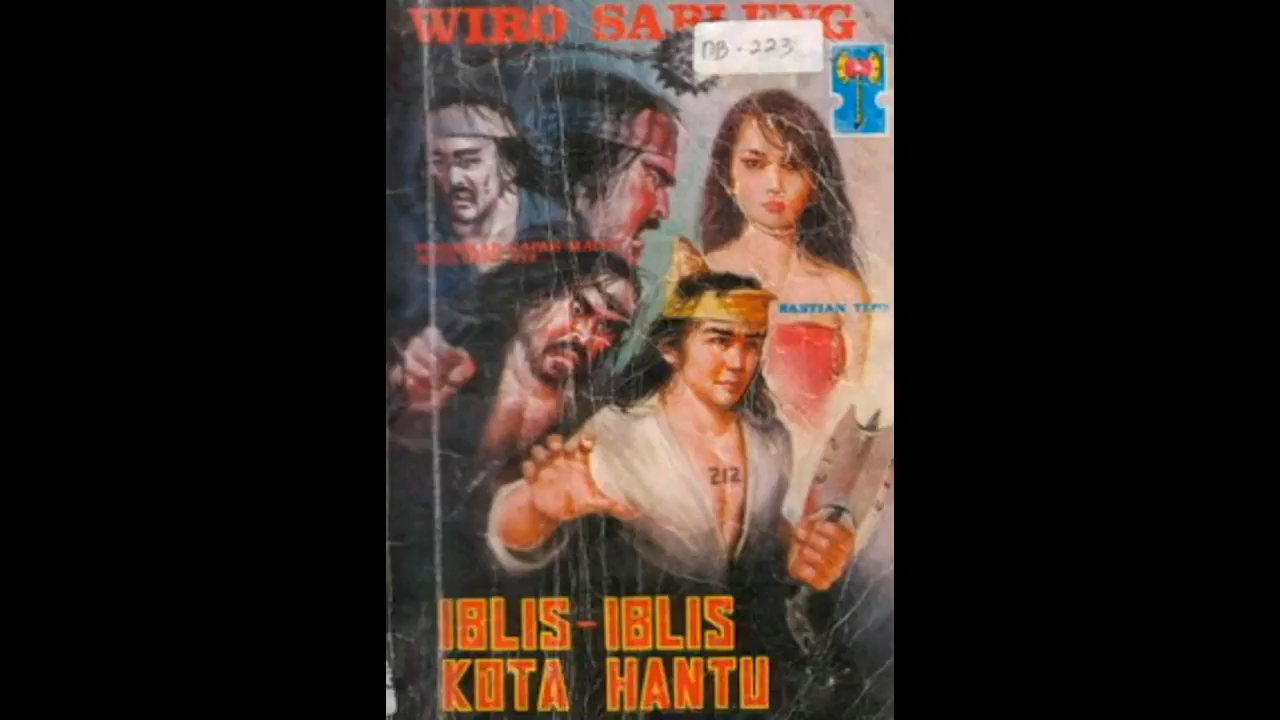 WIRO SABLENG
NB - 223
BASTIAN TITO
212
IBLIS-IBLIS
KOTA HANTU